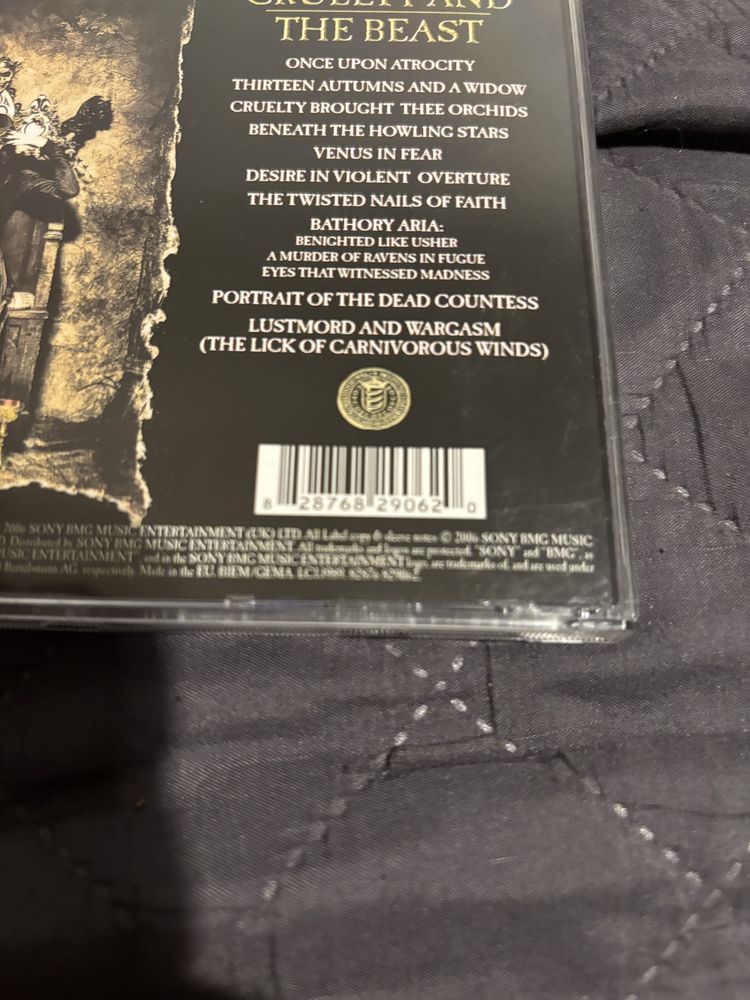 CRUELTY AND
THE BEAST
ONCE UPON ATROCITY
THIRTEEN AUTUMNS AND A WIDOW
CRUELTY BROUGHT THEE ORCHIDS
BENEATH THE HOWLING STARS
VENUS IN FEAR
DESIRE IN VIOLENT OVERTURE
THE TWISTED NAILS OF FAITH
BATHORY ARIA:
BENIGHTED LIKE USHER
A MURDER OF RAVENS IN FUGUE
EYES THAT WITNESSED MADNESS
PORTRAIT OF THE DEAD COUNTESS
LUSTMORD AND WARGASM
(THE LICK OF CARNIVOROUS WINDS)
8 28768 29062 0
2006 SONY BMG MUSIC ENTERTAINMENT (UK) LTD. All Label copy & sleeve notes © 2006 SONY BMG MUSIC
Distributed by SONY BMG MUSIC ENTERTAINMENT. All trademarks and logos are protected. "SONY" and "BMG", as
MUSIC ENTERTAINMENT", and in the SONY BMG MUSIC ENTERTAINMENT logo, are trademarks of, and are used under
Bertelsmann AG, respectively. Made in the EU. BIEM/GEMA.